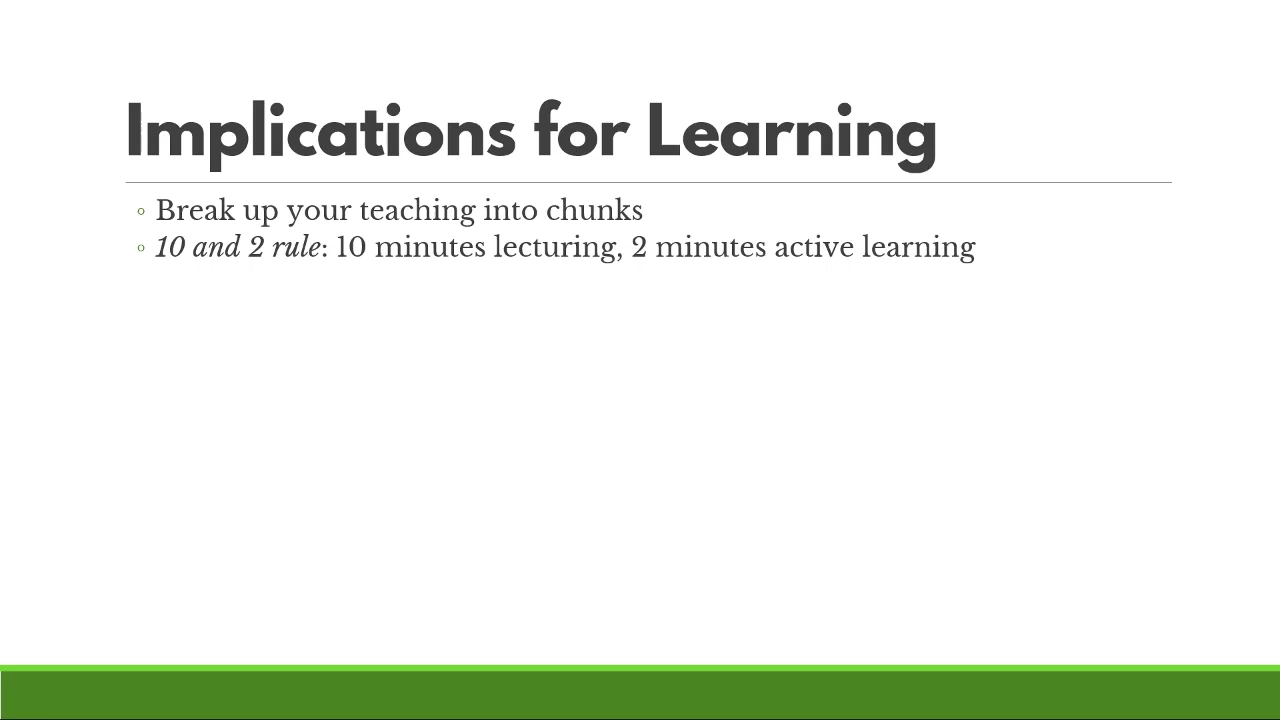 Implications for Learning
◦ Break up your teaching into chunks
◦ 10 and 2 rule: 10 minutes lecturing, 2 minutes active learning